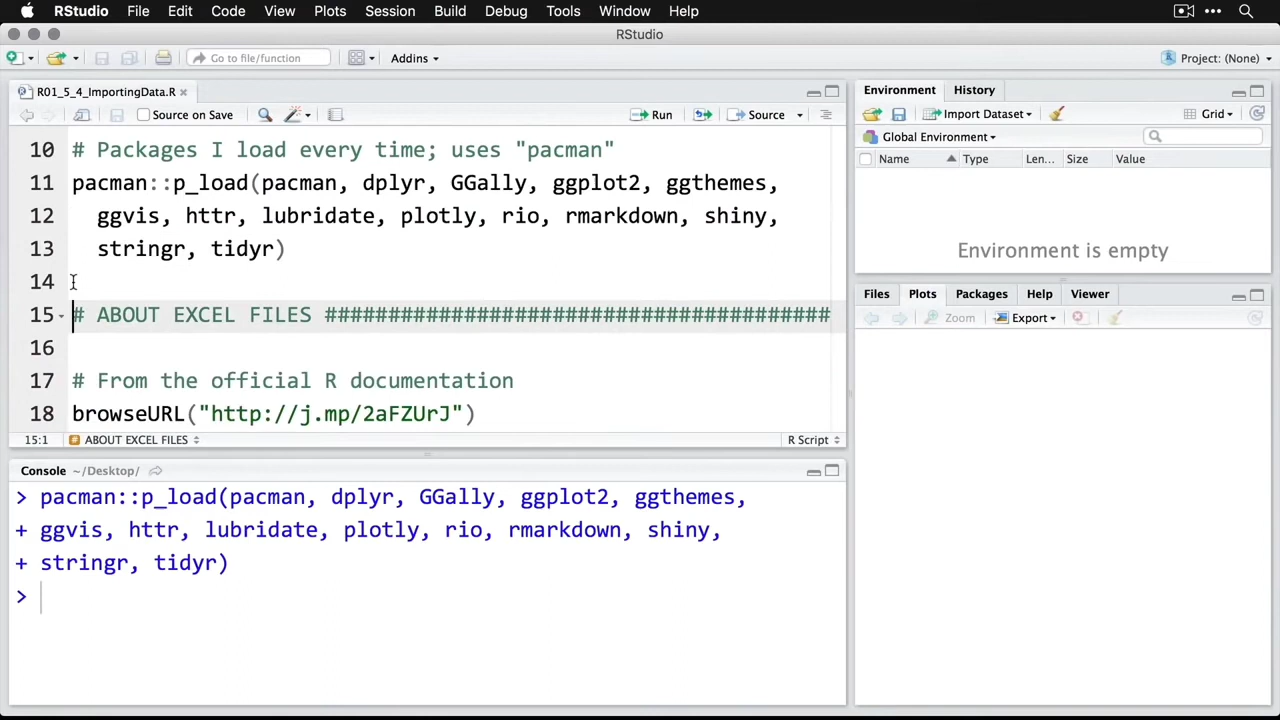 RStudio File Edit Code View Plots Session Build Debug Tools Window Help
RStudio
Go to file/function Addins Project: (None)
R01_5_4_ImportingData.R
Source on Save Run Source
10 # Packages I load every time; uses "pacman"
11 pacman::p_load(pacman, dplyr, GGally, ggplot2, ggthemes,
12 ggvis, httr, lubridate, plotly, rio, rmarkdown, shiny,
13 stringr, tidyr)
14
15 # ABOUT EXCEL FILES #########################################
16
17 # From the official R documentation
18 browseURL("http://j.mp/2aFZUrJ")
15:1 # ABOUT EXCEL FILES R Script
Console ~/Desktop/
> pacman::p_load(pacman, dplyr, GGally, ggplot2, ggthemes,
+ ggvis, httr, lubridate, plotly, rio, rmarkdown, shiny,
+ stringr, tidyr)
>
Environment History
Import Dataset Grid
Global Environment
Name Type Len... Size Value
Environment is empty
Files Plots Packages Help Viewer
Zoom Export